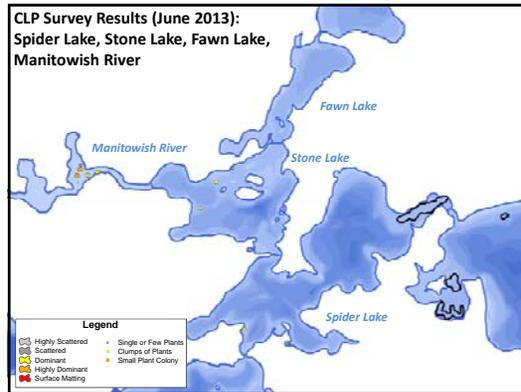 CLP Survey Results (June 2013):
Spider Lake, Stone Lake, Fawn Lake,
Manitowish River
Fawn Lake
Manitowish River
Stone Lake
Spider Lake
Legend
Highly Scattered
Scattered
Dominant
Highly Dominant
Surface Matting
Single or Few Plants
Clumps of Plants
Small Plant Colony